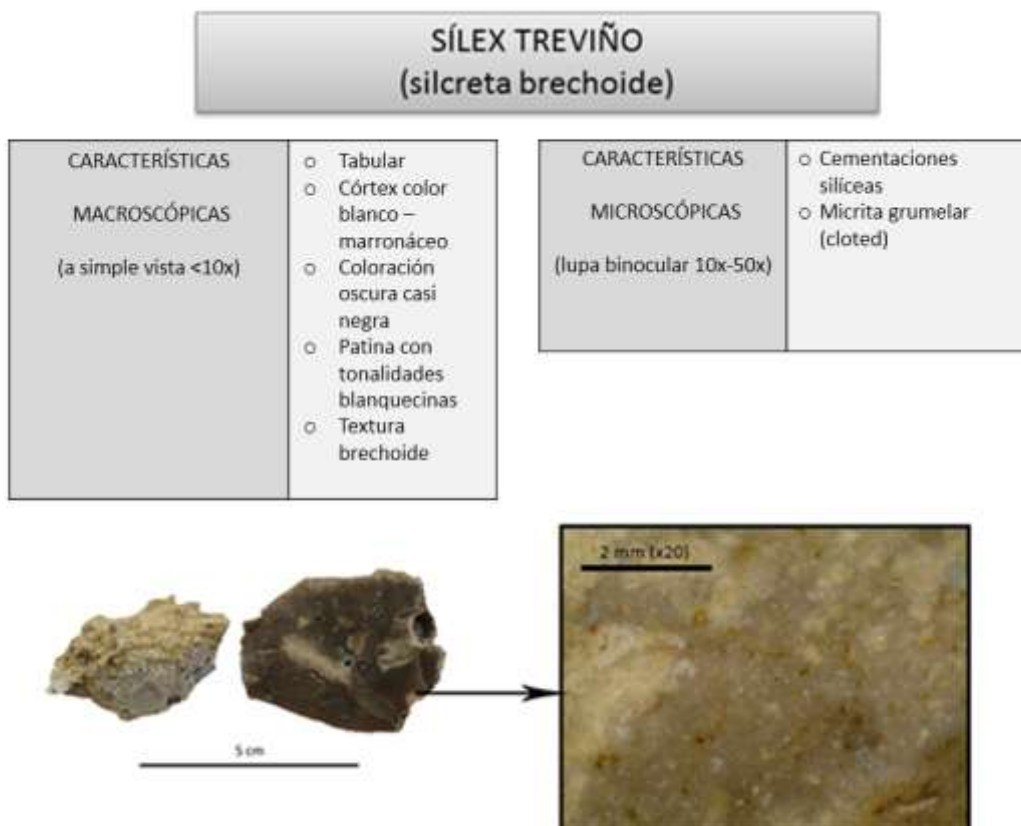 SÍLEX TREVIÑO
(silcreta brechoide)
CARACTERÍSTICAS
MACROSCÓPICAS
(a simple vista <10x)
○ Tabular
○ Córtex color
blanco –
marronáceo
○ Coloración
oscura casi
negra
○ Patina con
tonalidades
blanquecinas
○ Textura
brechoide
CARACTERÍSTICAS
MICROSCÓPICAS
(lupa binocular 10x-50x)
○ Cementaciones
silíceas
○ Micrita grumelar
(cloted)
2 mm (x20)
5 cm